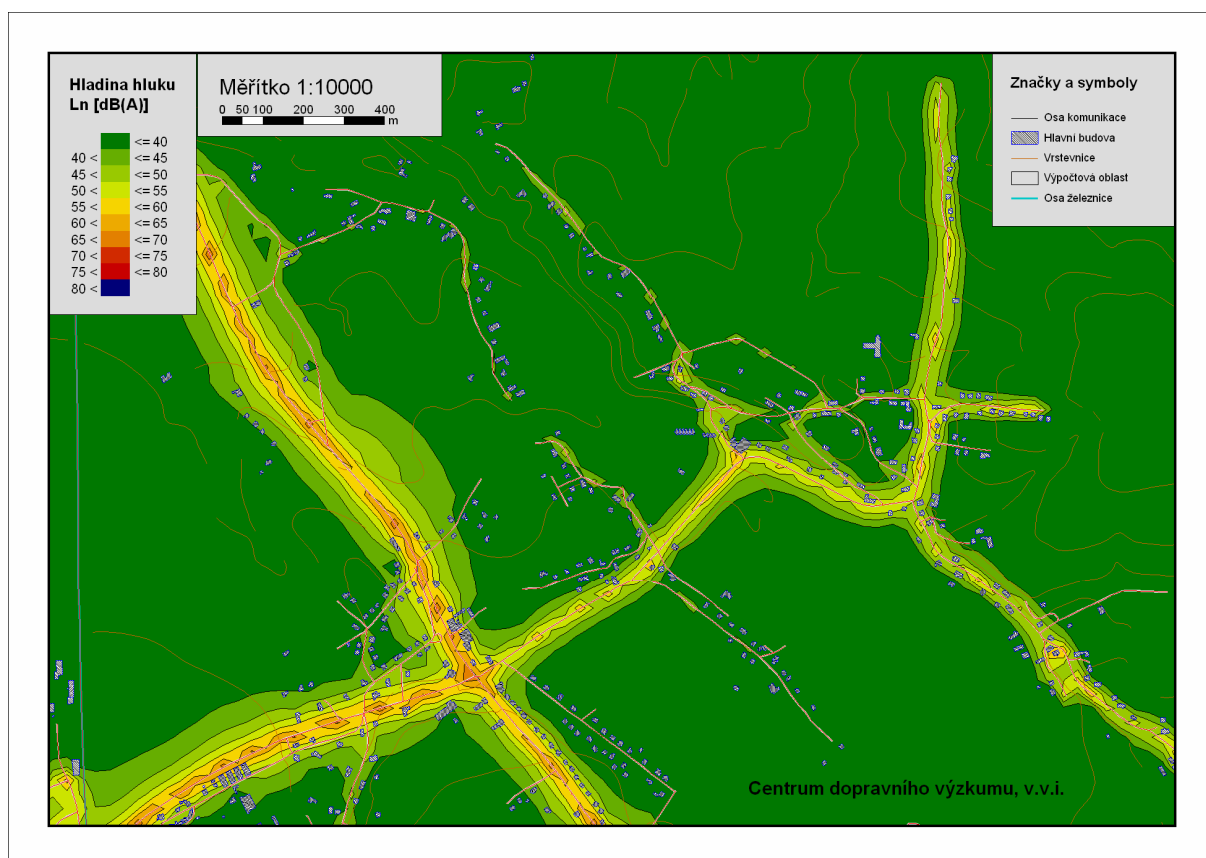 Hladina hluku
Ln [dB(A)]
<= 40
40 < <= 45
45 < <= 50
50 < <= 55
55 < <= 60
60 < <= 65
65 < <= 70
70 < <= 75
75 < <= 80
80 <
Měřítko 1:10000
0 50 100 200 300 400
m
Značky a symboly
Osa komunikace
Hlavní budova
Vrstevnice
Výpočtová oblast
Osa železnice
Centrum dopravního výzkumu, v.v.i.